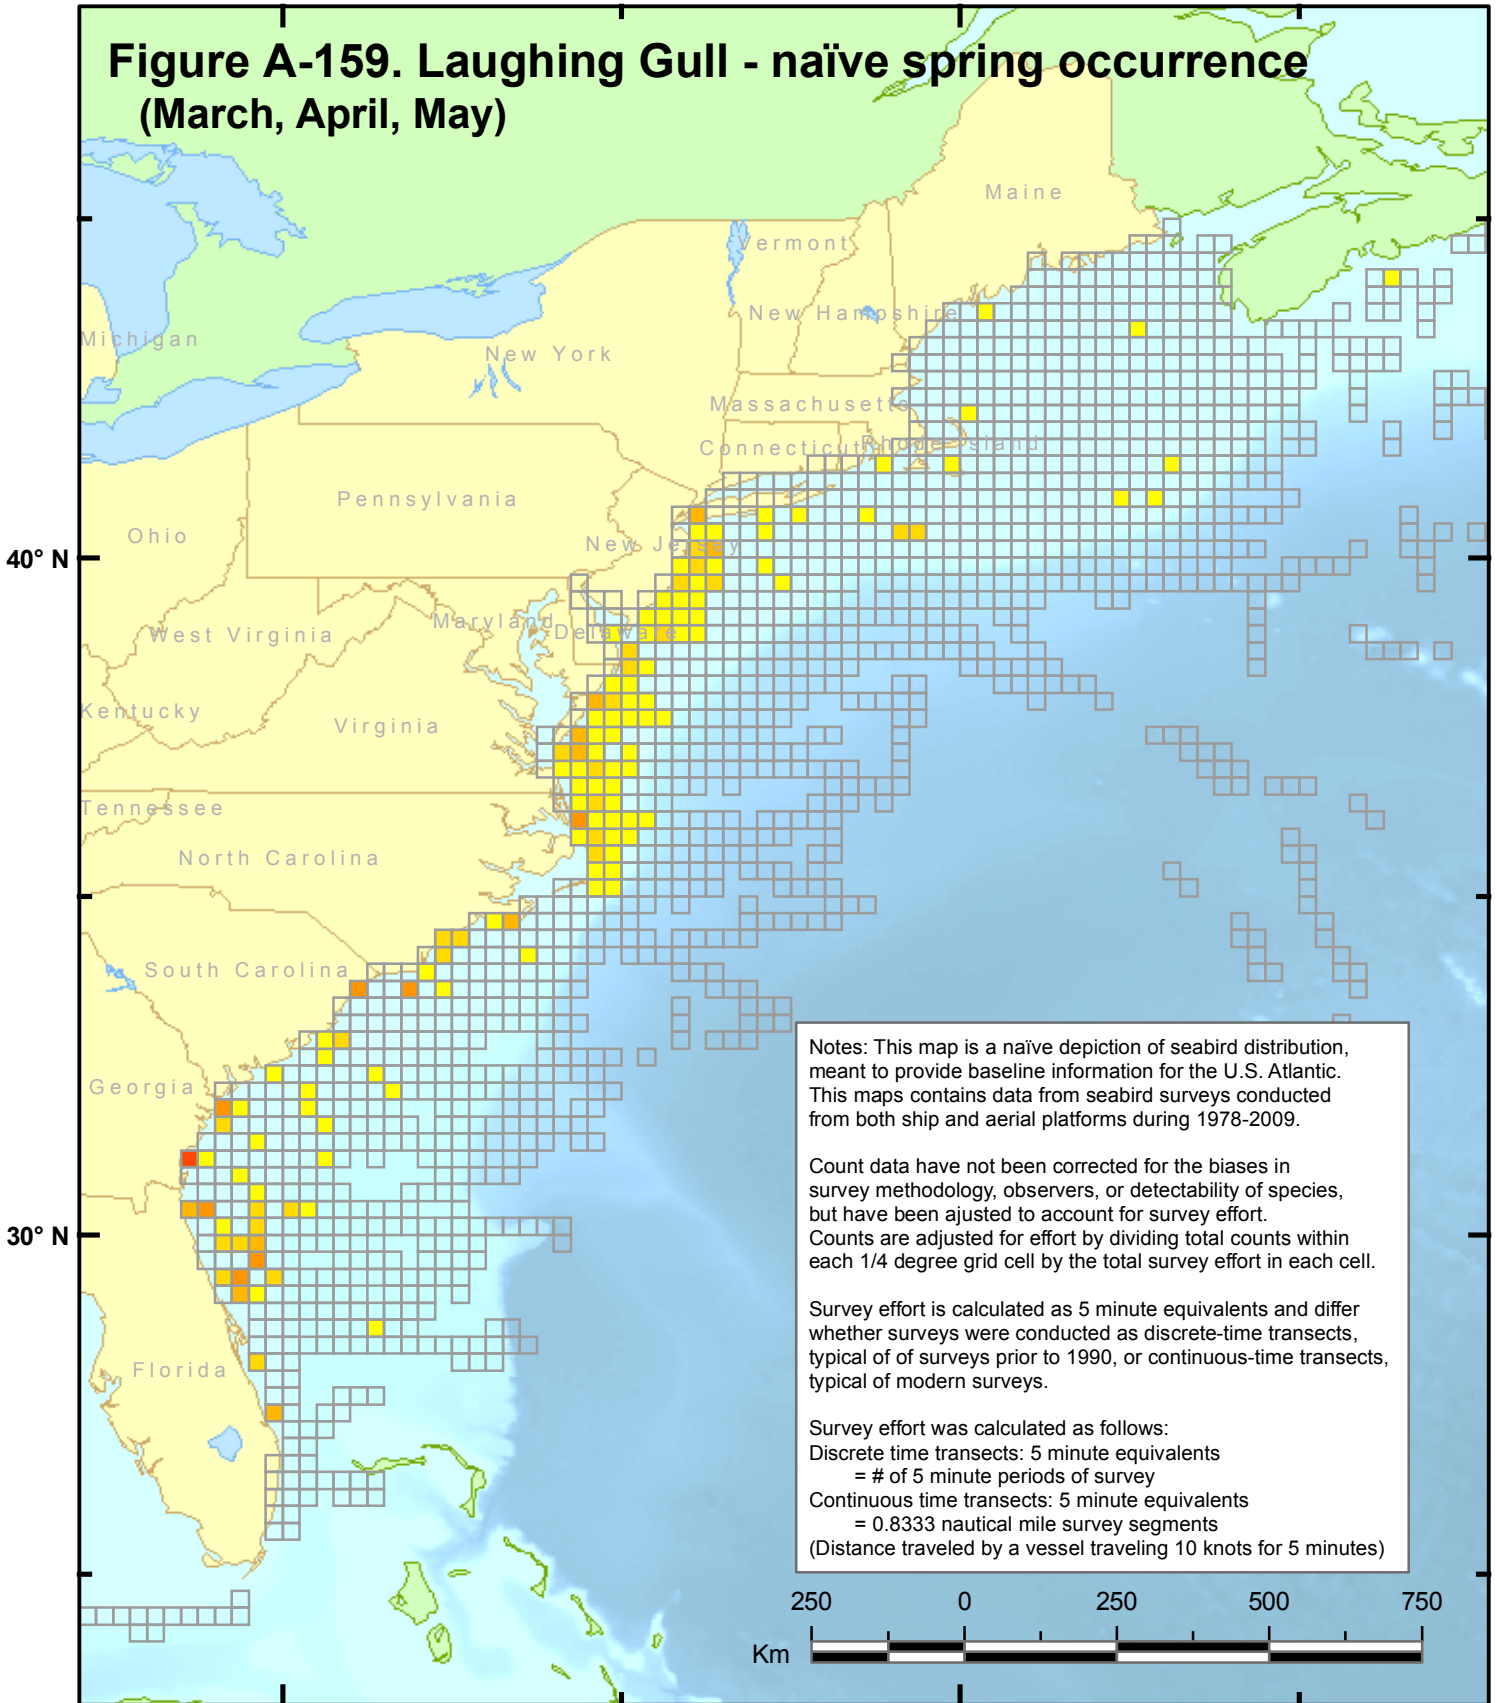 Figure A-159. Laughing Gull - naïve spring occurrence
(March, April, May)
Maine
Vermont
New Hampshire
Michigan
New York
Massachusetts
Connecticut
Rhode Island
Pennsylvania
Ohio
New Jersey
40° N
Maryland
Delaware
West Virginia
Kentucky
Virginia
Tennessee
North Carolina
South Carolina
Georgia
30° N
Florida
Notes: This map is a naïve depiction of seabird distribution,
meant to provide baseline information for the U.S. Atlantic.
This maps contains data from seabird surveys conducted
from both ship and aerial platforms during 1978-2009.
Count data have not been corrected for the biases in
survey methodology, observers, or detectability of species,
but have been ajusted to account for survey effort.
Counts are adjusted for effort by dividing total counts within
each 1/4 degree grid cell by the total survey effort in each cell.
Survey effort is calculated as 5 minute equivalents and differ
whether surveys were conducted as discrete-time transects,
typical of of surveys prior to 1990, or continuous-time transects,
typical of modern surveys.
Survey effort was calculated as follows:
Discrete time transects: 5 minute equivalents
= # of 5 minute periods of survey
Continuous time transects: 5 minute equivalents
= 0.8333 nautical mile survey segments
(Distance traveled by a vessel traveling 10 knots for 5 minutes)
250 0 250 500 750
Km